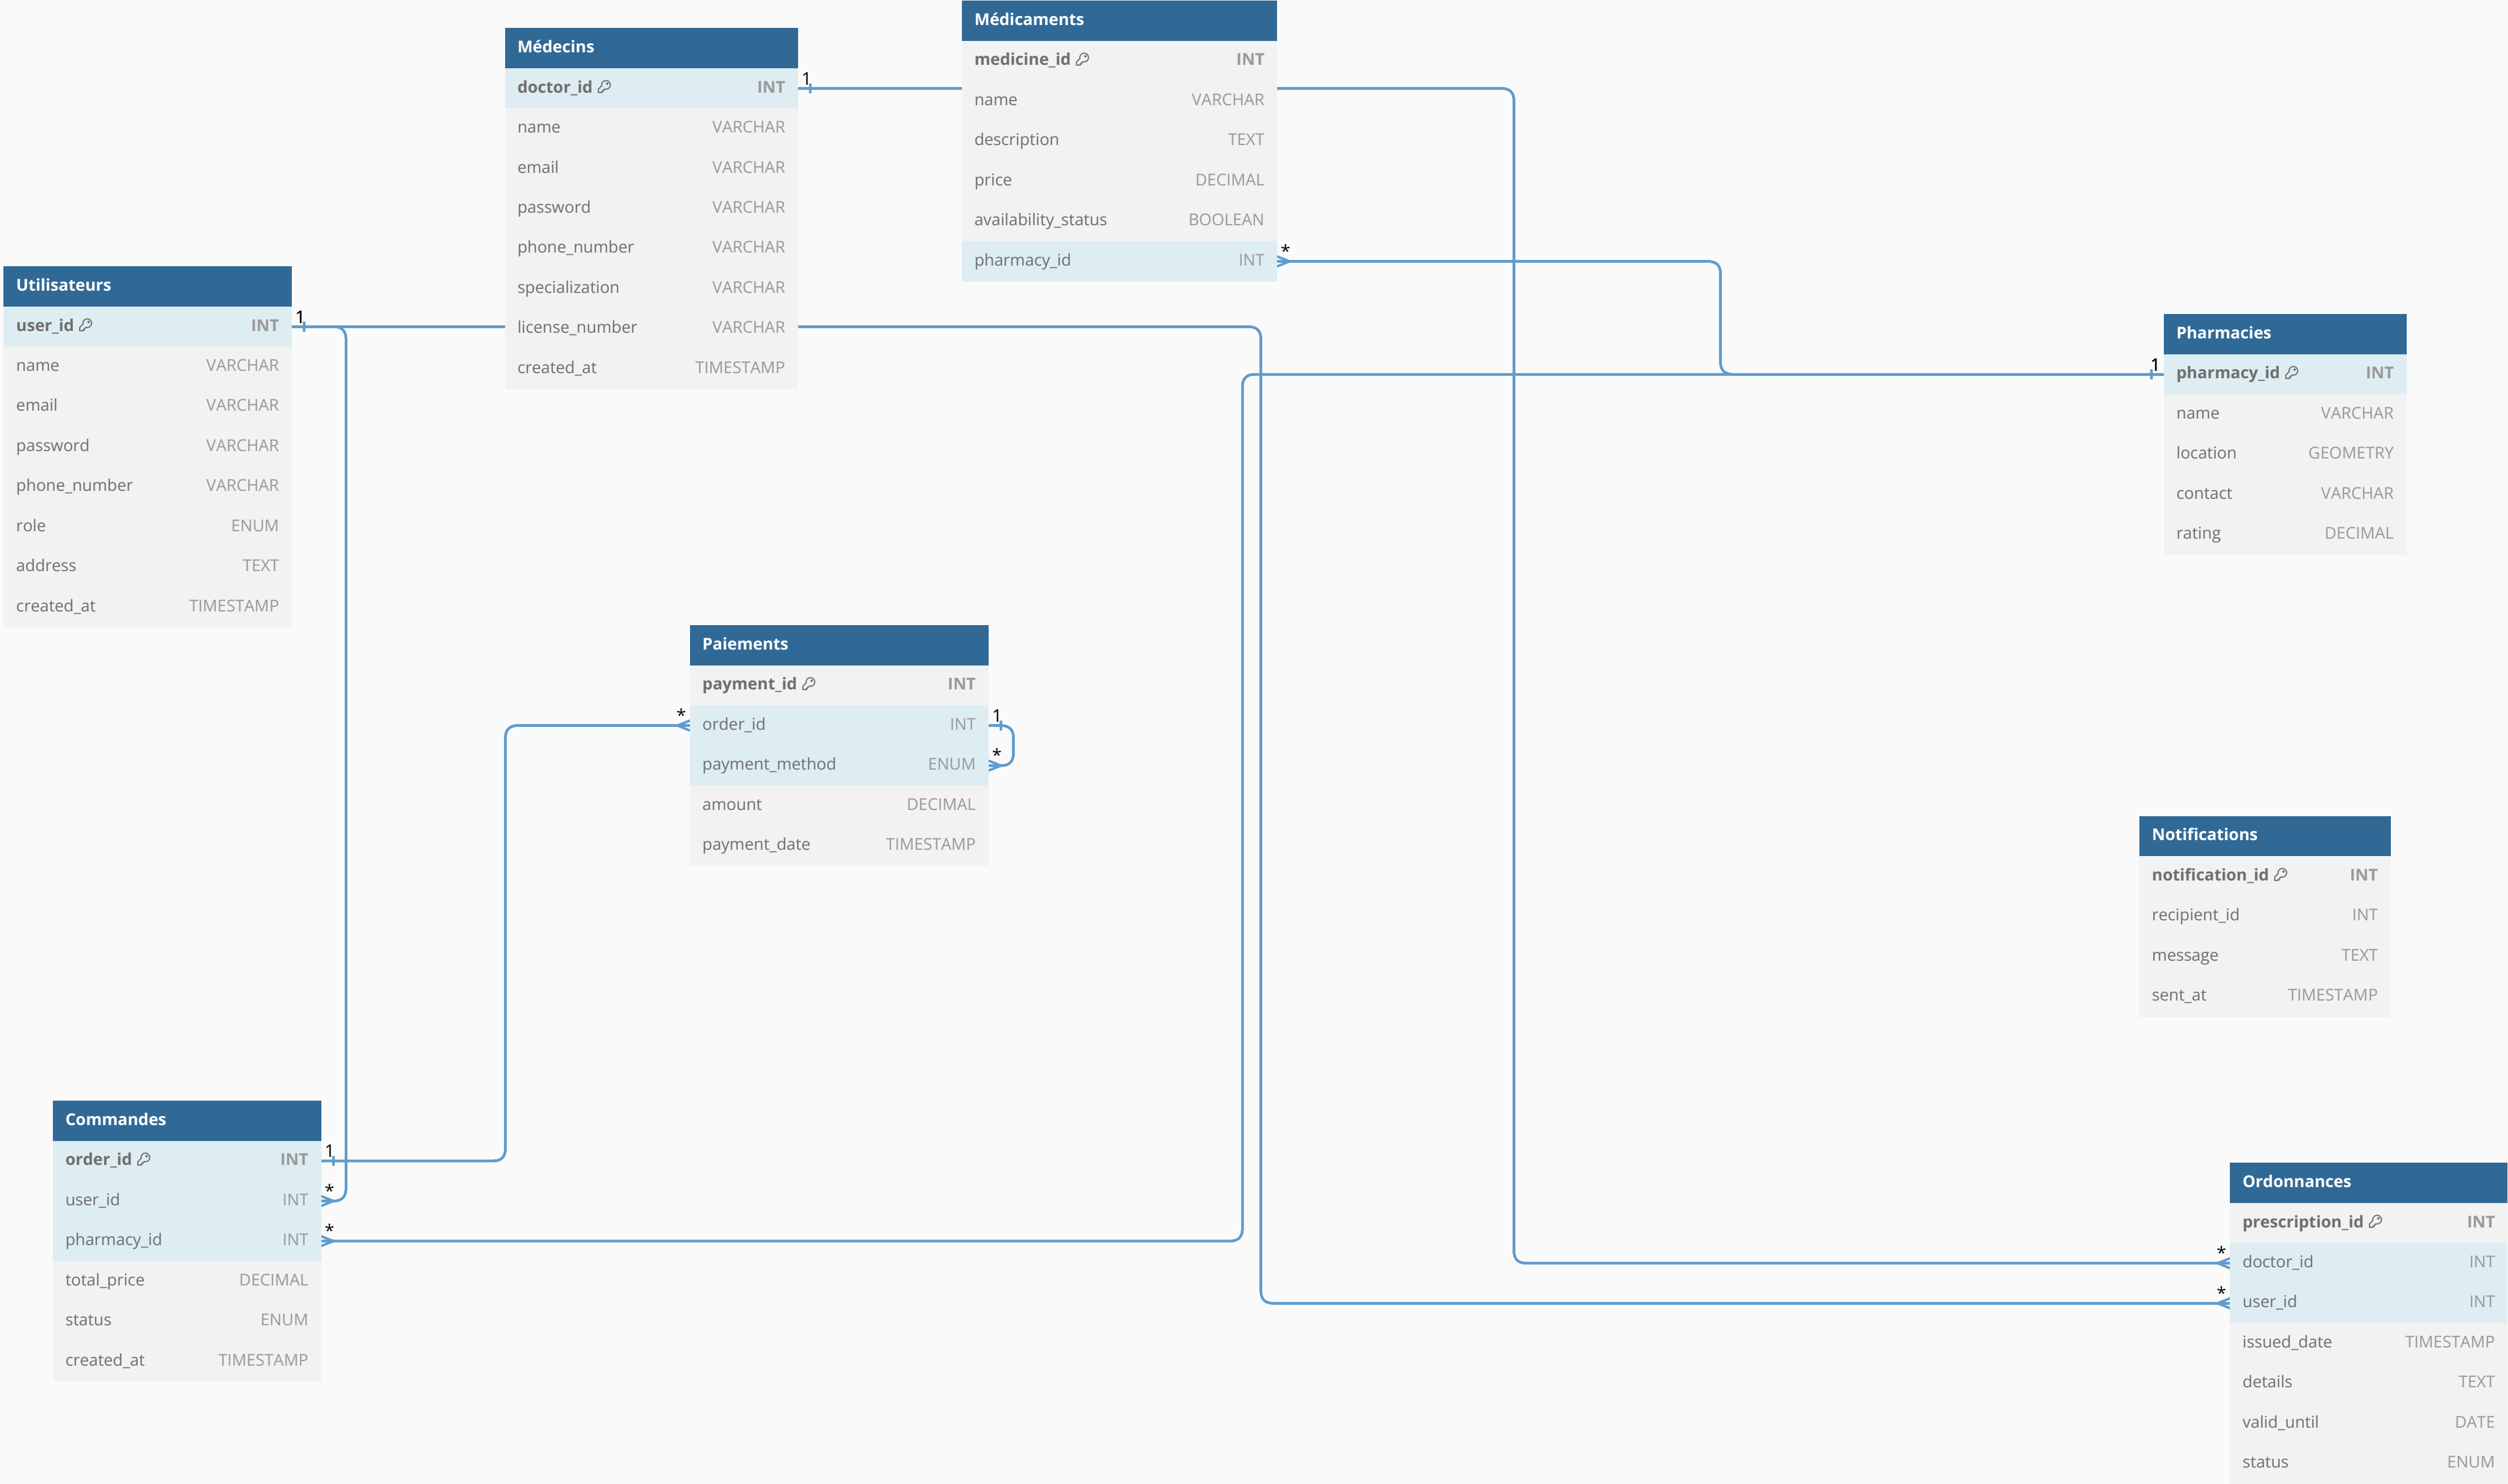 Médecins
doctor_id INT
name VARCHAR
email VARCHAR
password VARCHAR
phone_number VARCHAR
specialization VARCHAR
license_number VARCHAR
created_at TIMESTAMP
1
Médicaments
medicine_id INT
name VARCHAR
description TEXT
price DECIMAL
availability_status BOOLEAN
pharmacy_id INT
*
Utilisateurs
user_id INT
name VARCHAR
email VARCHAR
password VARCHAR
phone_number VARCHAR
role ENUM
address TEXT
created_at TIMESTAMP
1
Pharmacies
1
pharmacy_id INT
name VARCHAR
location GEOMETRY
contact VARCHAR
rating DECIMAL
Paiements
payment_id INT
* order_id INT 1
payment_method ENUM *
amount DECIMAL
payment_date TIMESTAMP
Notifications
notification_id INT
recipient_id INT
message TEXT
sent_at TIMESTAMP
Commandes
order_id INT 1
user_id INT *
pharmacy_id INT *
total_price DECIMAL
status ENUM
created_at TIMESTAMP
Ordonnances
prescription_id INT
* doctor_id INT
* user_id INT
issued_date TIMESTAMP
details TEXT
valid_until DATE
status ENUM